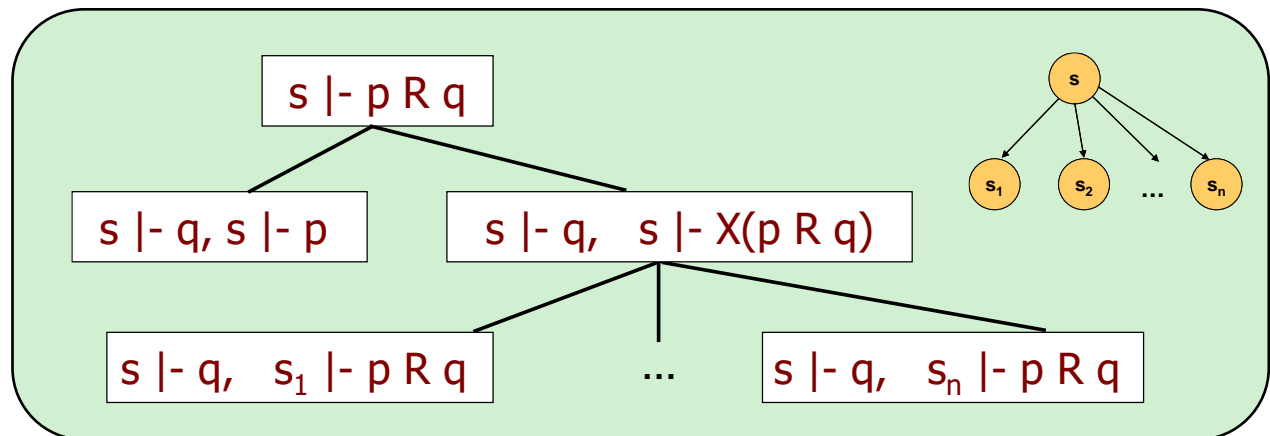 s |- p R q
s
s |- q, s |- p
s |- q, s |- X(p R q)
s₁
s₂
...
sₙ
s |- q, s₁ |- p R q
...
s |- q, sₙ |- p R q